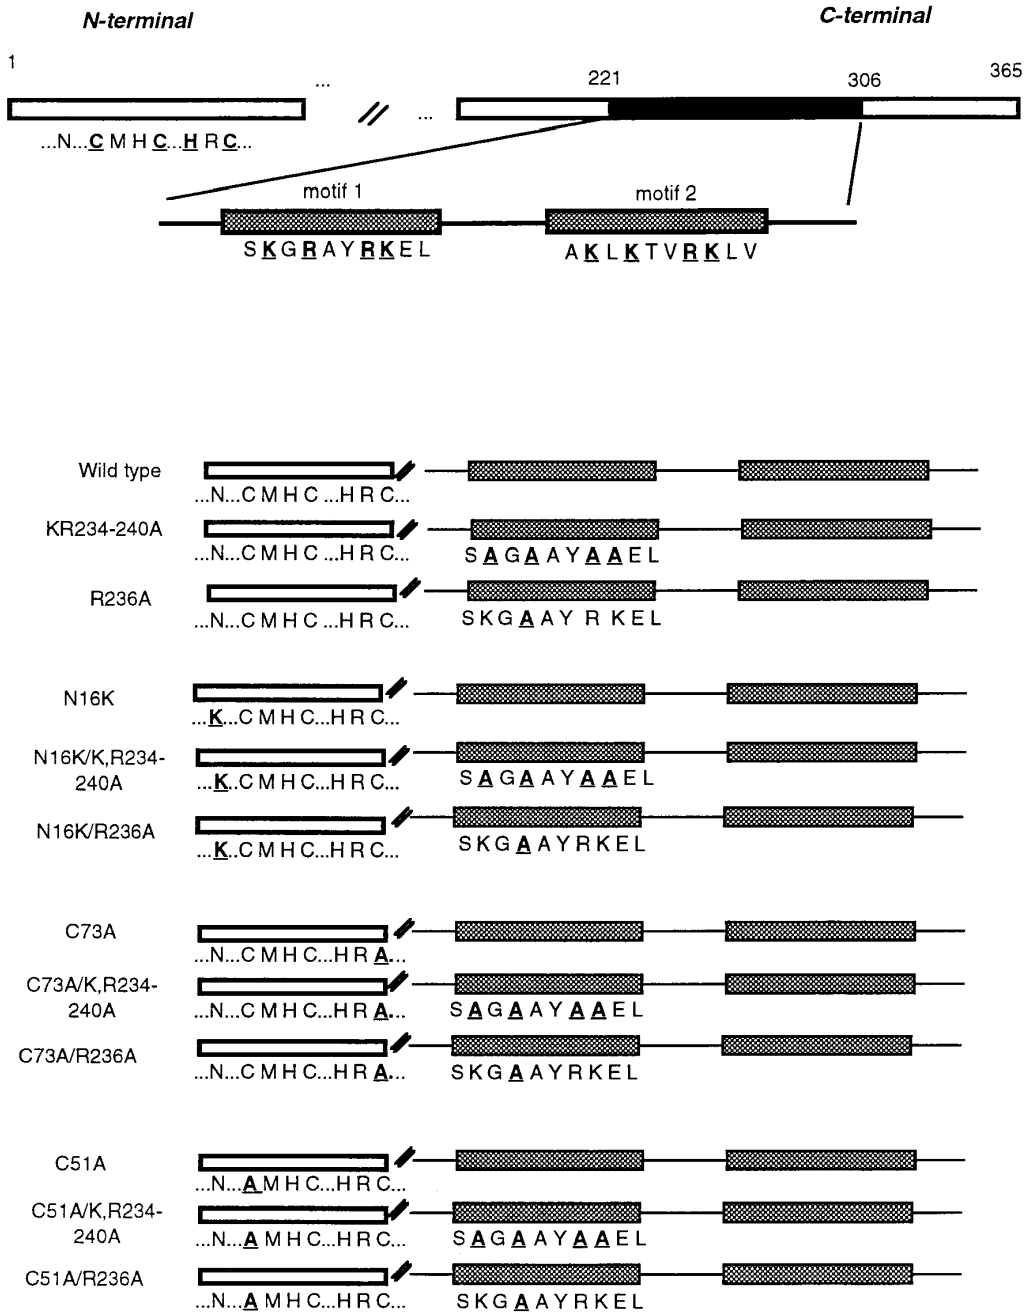 N-terminal
C-terminal
1
...
221
306
365
...
...N...C M H C...H R C...
motif 1
motif 2
S K G R A Y R K E L
A K L K T V R K L V
Wild type
...N...C M H C ...H R C...
KR234-240A
...N...C M H C ...H R C...
S A G A A Y A A E L
R236A
...N...C M H C ...H R C...
S K G A A Y R K E L
N16K
...K...C M H C...H R C...
N16K/K,R234-
240A
...K..C M H C...H R C...
S A G A A Y A A E L
N16K/R236A
...K..C M H C...H R C...
S K G A A Y R K E L
C73A
...N...C M H C...H R A...
C73A/K,R234-
240A
...N...C M H C...H R A...
S A G A A Y A A E L
C73A/R236A
...N...C M H C...H R A...
S K G A A Y R K E L
C51A
...N...A M H C...H R C...
C51A/K,R234-
240A
...N...A M H C...H R C...
S A G A A Y A A E L
C51A/R236A
...N...A M H C...H R C...
S K G A A Y R K E L